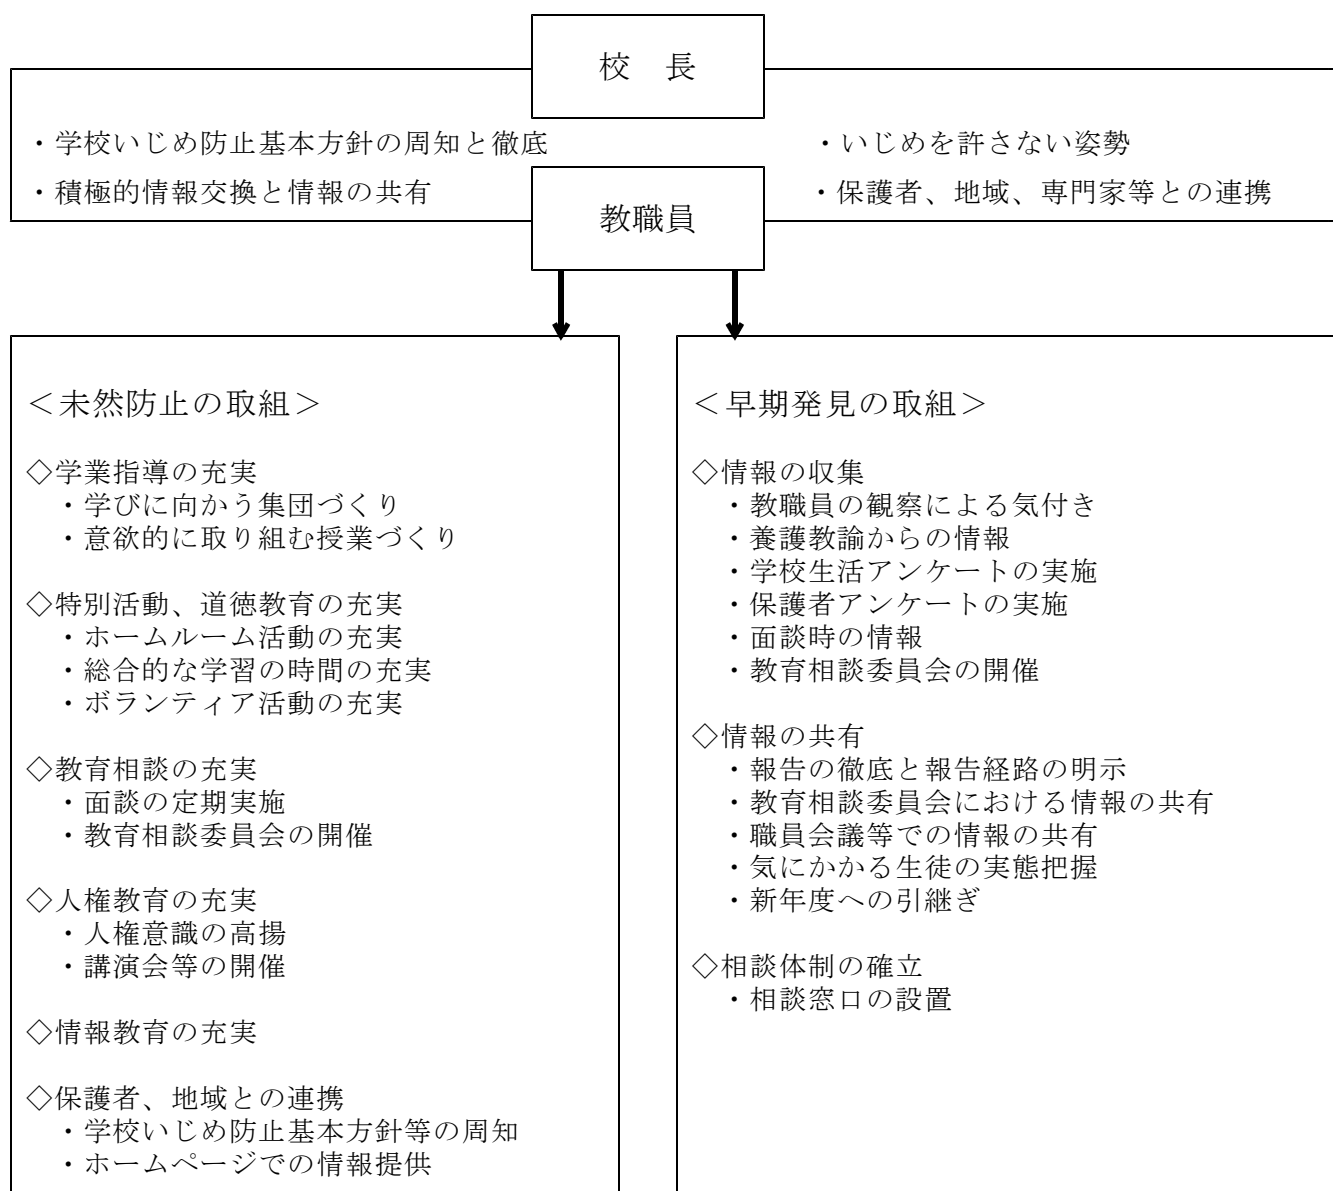 校　長
・学校いじめ防止基本方針の周知と徹底
・いじめを許さない姿勢
・積極的情報交換と情報の共有
・保護者、地域、専門家等との連携
教職員
＜未然防止の取組＞
◇学業指導の充実
・学びに向かう集団づくり
・意欲的に取り組む授業づくり
◇特別活動、道徳教育の充実
・ホームルーム活動の充実
・総合的な学習の時間の充実
・ボランティア活動の充実
◇教育相談の充実
・面談の定期実施
・教育相談委員会の開催
◇人権教育の充実
・人権意識の高揚
・講演会等の開催
◇情報教育の充実
◇保護者、地域との連携
・学校いじめ防止基本方針等の周知
・ホームページでの情報提供
＜早期発見の取組＞
◇情報の収集
・教職員の観察による気付き
・養護教諭からの情報
・学校生活アンケートの実施
・保護者アンケートの実施
・面談時の情報
・教育相談委員会の開催
◇情報の共有
・報告の徹底と報告経路の明示
・教育相談委員会における情報の共有
・職員会議等での情報の共有
・気にかかる生徒の実態把握
・新年度への引継ぎ
◇相談体制の確立
・相談窓口の設置